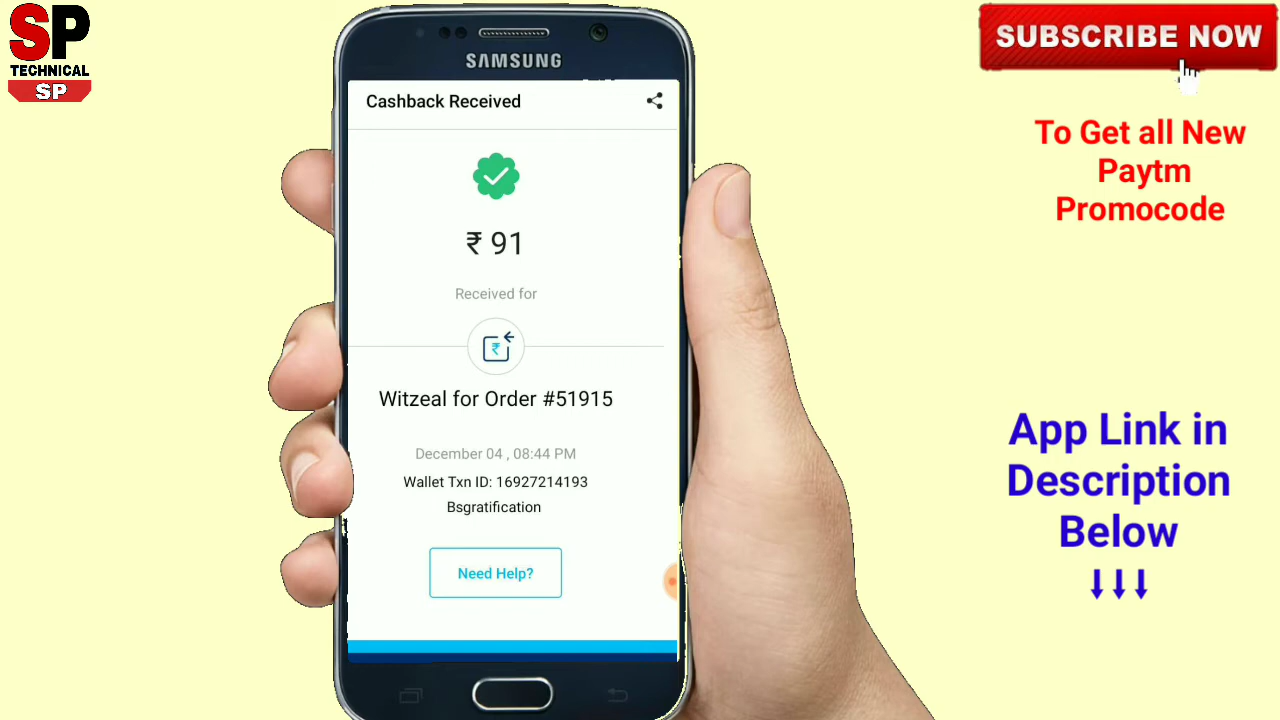 SP
TECHNICAL
SP
SAMSUNG
Cashback Received
₹ 91
Received for
₹
Witzeal for Order #51915
December 04 , 08:44 PM
Wallet Txn ID: 16927214193
Bsgratification
Need Help?
SUBSCRIBE NOW
To Get all New
Paytm
Promocode
App Link in
Description
Below
↓↓↓